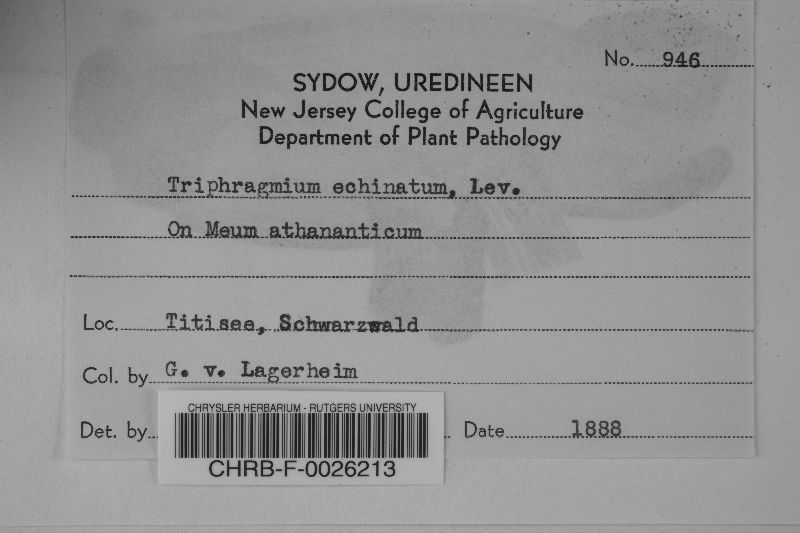 No. 946
SYDOW, UREDINEEN
New Jersey College of Agriculture
Department of Plant Pathology
Triphragmium echinatum, Lev.
On Meum athananticum
Loc. Titisee, Schwarzwald
Col. by G. v. Lagerheim
Det. by Date 1888
CHRYSLER HERBARIUM - RUTGERS UNIVERSITY
CHRB-F-0026213